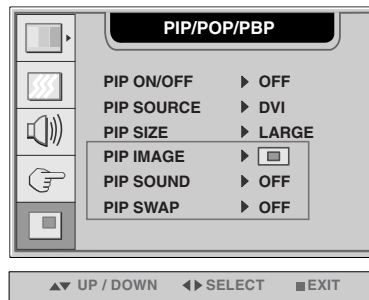 PIP/POP/PBP
PIP ON/OFF ▶ OFF
PIP SOURCE ▶ DVI
PIP SIZE ▶ LARGE
PIP IMAGE ▶
PIP SOUND ▶ OFF
PIP SWAP ▶ OFF
▲▼ UP / DOWN ◀▶ SELECT ■ EXIT